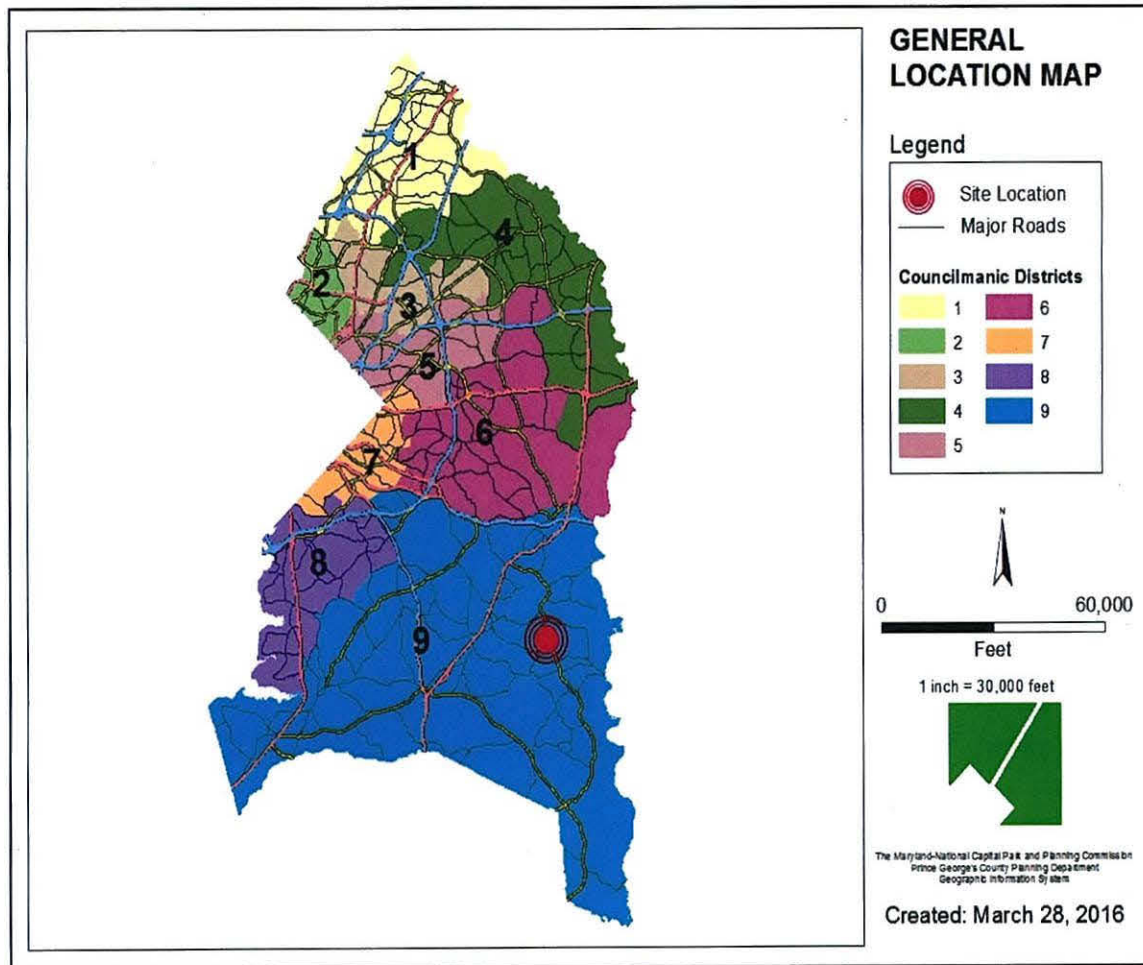 GENERAL
LOCATION MAP
Legend
Site Location
Major Roads
Councilmanic Districts
1
6
2
7
3
8
4
9
5
N
0
60,000
Feet
1 inch = 30,000 feet
The Maryland-National Capital Park and Planning Commission
Prince George's County Planning Department
Geographic Information System
Created: March 28, 2016
1
4
2
3
5
6
7
8
9